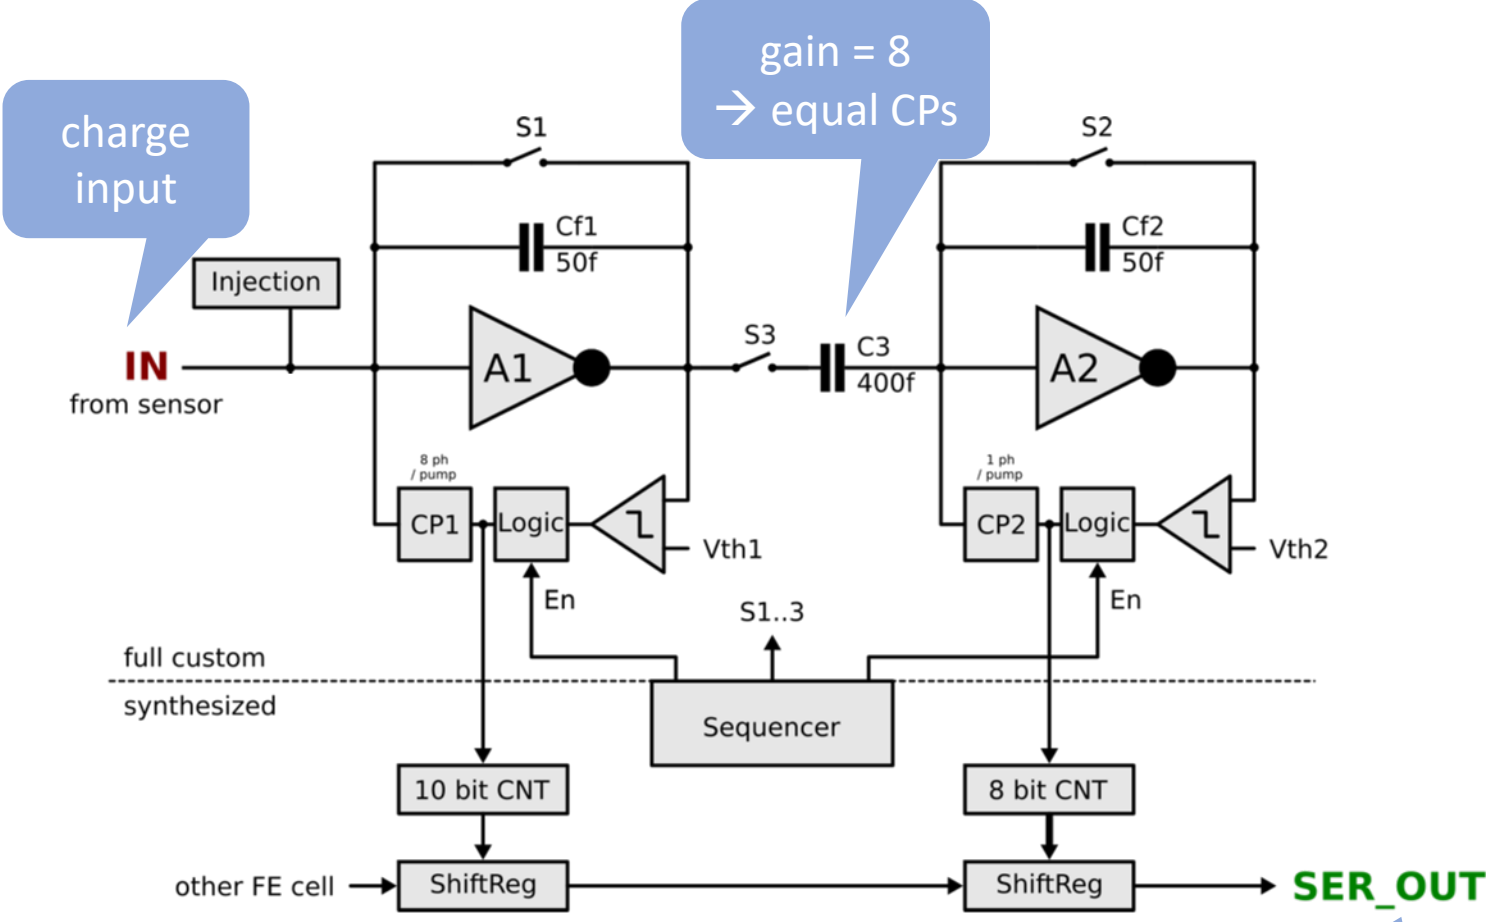 charge
input
gain = 8
→ equal CPs
S1
S2
Cf1
50f
Cf2
50f
Injection
S3
C3
400f
IN
from sensor
A1
A2
8 ph
/ pump
1 ph
/ pump
CP1
Logic
Vth1
CP2
Logic
Vth2
En
En
S1..3
full custom
synthesized
Sequencer
10 bit CNT
8 bit CNT
other FE cell
ShiftReg
ShiftReg
SER_OUT